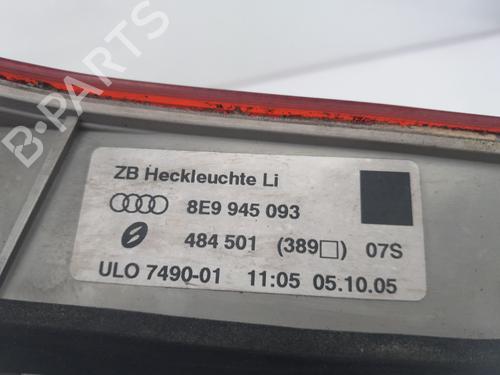 B-PARTS
ZB Heckleuchte Li
8E9 945 093
484 501 (389□) 07S
ULO 7490-01 11:05 05.10.05